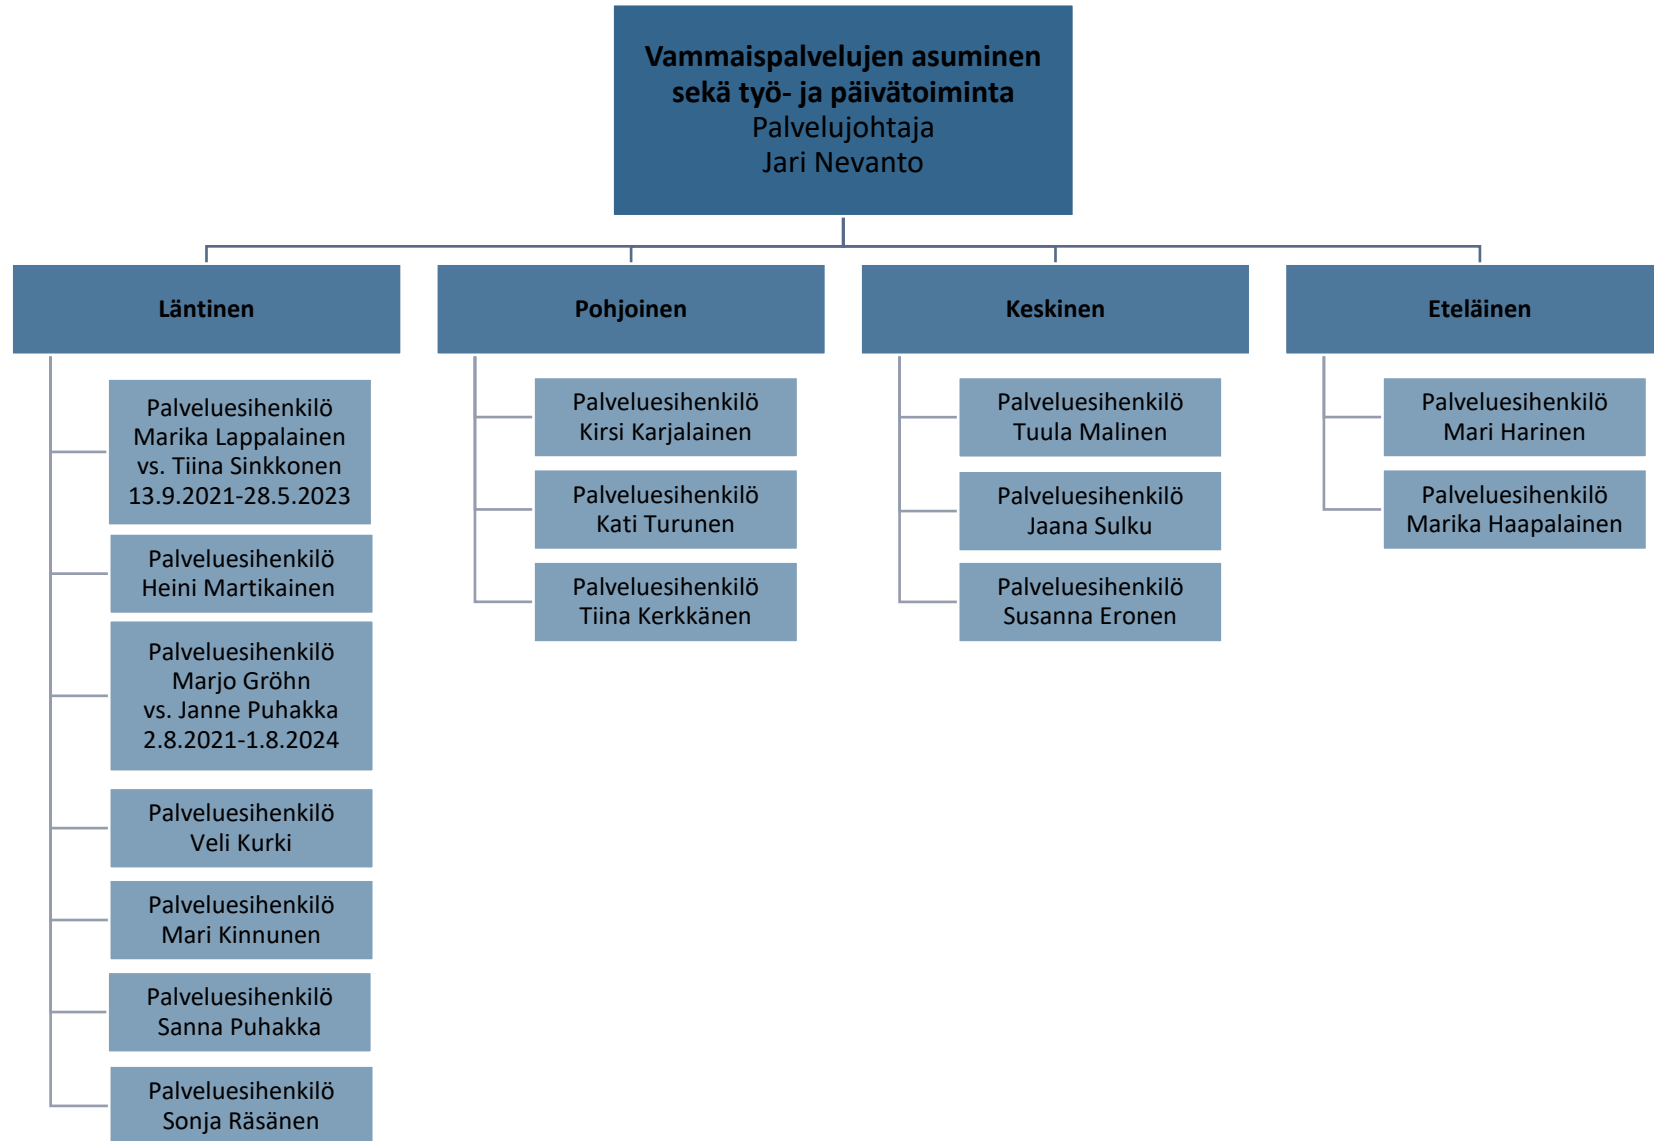 Vammaispalvelujen asuminen
sekä työ- ja päivätoiminta
Palvelujohtaja
Jari Nevanto
Läntinen
Palveluesihenkilö
Marika Lappalainen
vs. Tiina Sinkkonen
13.9.2021-28.5.2023
Palveluesihenkilö
Heini Martikainen
Palveluesihenkilö
Marjo Gröhn
vs. Janne Puhakka
2.8.2021-1.8.2024
Palveluesihenkilö
Veli Kurki
Palveluesihenkilö
Mari Kinnunen
Palveluesihenkilö
Sanna Puhakka
Palveluesihenkilö
Sonja Räsänen
Pohjoinen
Palveluesihenkilö
Kirsi Karjalainen
Palveluesihenkilö
Kati Turunen
Palveluesihenkilö
Tiina Kerkkänen
Keskinen
Palveluesihenkilö
Tuula Malinen
Palveluesihenkilö
Jaana Sulku
Palveluesihenkilö
Susanna Eronen
Eteläinen
Palveluesihenkilö
Mari Harinen
Palveluesihenkilö
Marika Haapalainen